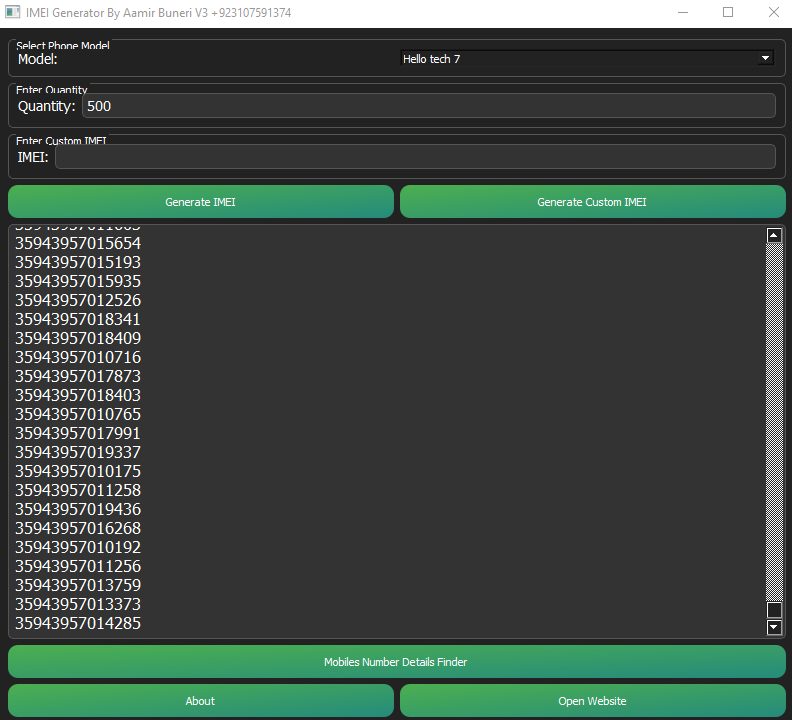 IMEI Generator By Aamir Buneri V3 +923107591374
Select Phone Model
Model:
Hello tech 7
Enter Quantity
Quantity: 500
Enter Custom IMEI
IMEI:
Generate IMEI
Generate Custom IMEI
35943957015654
35943957015193
35943957015935
35943957012526
35943957018341
35943957018409
35943957010716
35943957017873
35943957018403
35943957010765
35943957017991
35943957019337
35943957010175
35943957011258
35943957019436
35943957016268
35943957010192
35943957011256
35943957013759
35943957013373
35943957014285
Mobiles Number Details Finder
About
Open Website